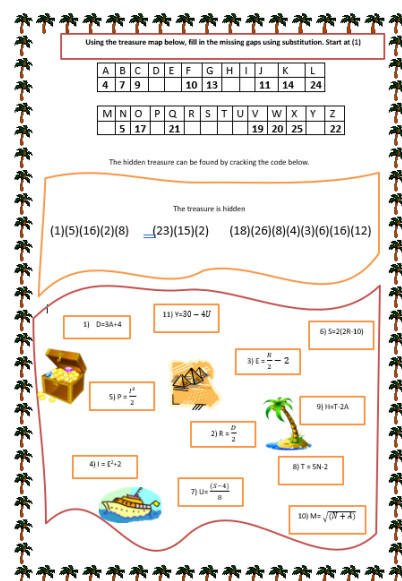 Using the treasure map below, fill in the missing gaps using substitution. Start at (1)
A B C D E F G H I J K L
4 7 9 10 13 11 14 24
M N O P Q R S T U V W X Y Z
5 17 21 19 20 25 22
The hidden treasure can be found by cracking the code below.
The treasure is hidden
(1)(5)(16)(2)(8) (23)(15)(2) (18)(26)(8)(4)(3)(6)(16)(12)
11) Y=30 − 4U
1) D=3A+4
6) S=2(2R-10)
3) E = R/2 − 2
5) P = I²/2
9) H=T-2A
2) R = D/2
4) I = E²+2
8) T = 5N-2
7) U= (S−4)/8
10) M= √(N + A)